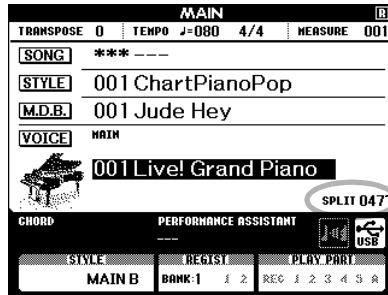 MAIN
TRANSPOSE 0 TEMPO ♩=080 4/4 MEASURE 001
SONG *** ---
STYLE 001 ChartPianoPop
M.D.B. 001 Jude Hey
VOICE MAIN
001 Live! Grand Piano
SPLIT 047
CHORD PERFORMANCE ASSISTANT
---
USB
STYLE REGIST PLAY PART
MAIN B BANK:1 1 2 REC 1 2 3 4 5 A